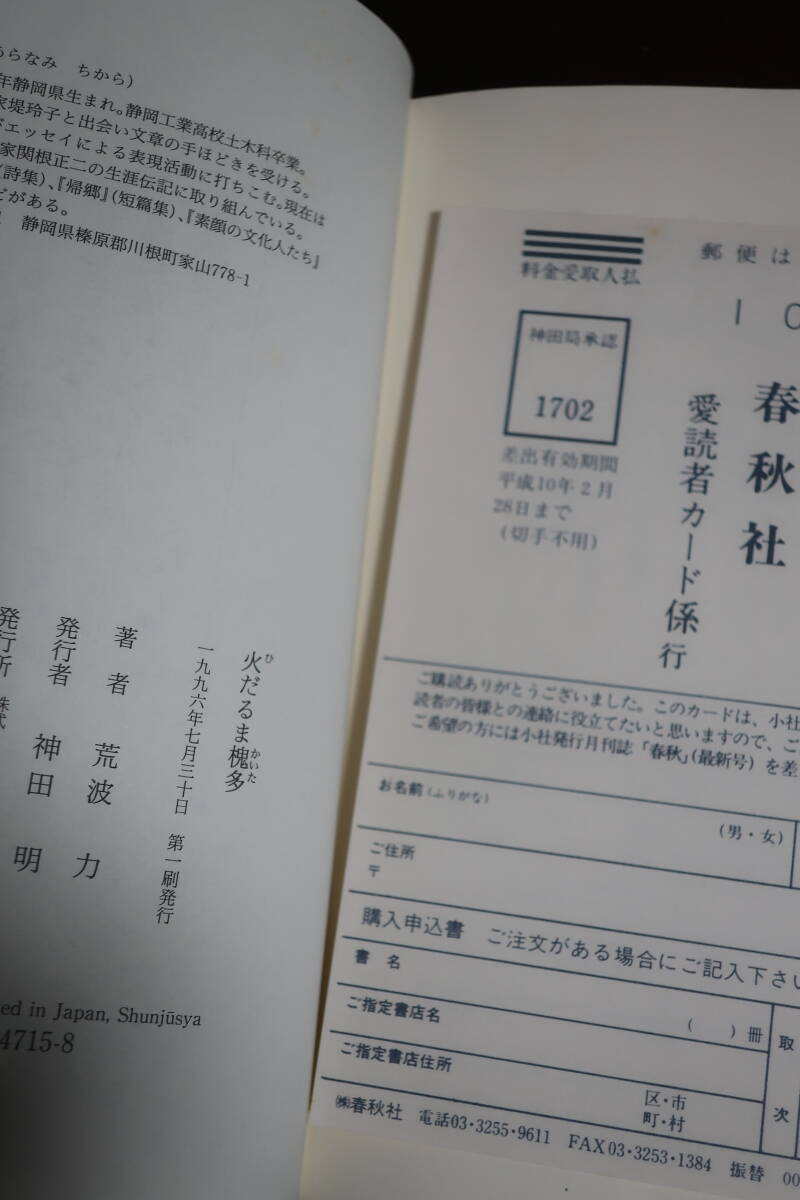 らなみ ちから)
年静岡県生まれ。静岡工業高校土木科卒業。
家堤玲子と出会い文章の手ほどきを受ける。
エッセイによる表現活動に打ちこむ。現在は
家関根正二の生涯伝記に取り組んでいる。
(詩集)、『帰郷』(短篇集)、『素顔の文化人たち』
がある。
静岡県榛原郡川根町家山778-1
火だるま槐多
ひ
かいた
一九九六年七月三十日 第一刷発行
著者 荒波 力
発行者 神田 明
発行所 株式
ed in Japan, Shunjūsya
4715-8
郵便は
料金受取人払
神田局承認
1702
差出有効期間
平成10年2月
28日まで
(切手不用)
春秋社
愛読者カード係行
ご購読ありがとうございました。このカードは、小社
読者の皆様との連絡に役立てたいと思いますので、ご
ご希望の方には小社発行月刊誌「春秋」(最新号)を差
お名前(ふりがな)
(男・女)
ご住所
〒
購入申込書 ご注文がある場合にご記入下さい
書名
ご指定書店名
( )冊
取次
ご指定書店住所
区・市
町・村
㈱春秋社 電話03・3255・9611 FAX03・3253・1384 振替 00